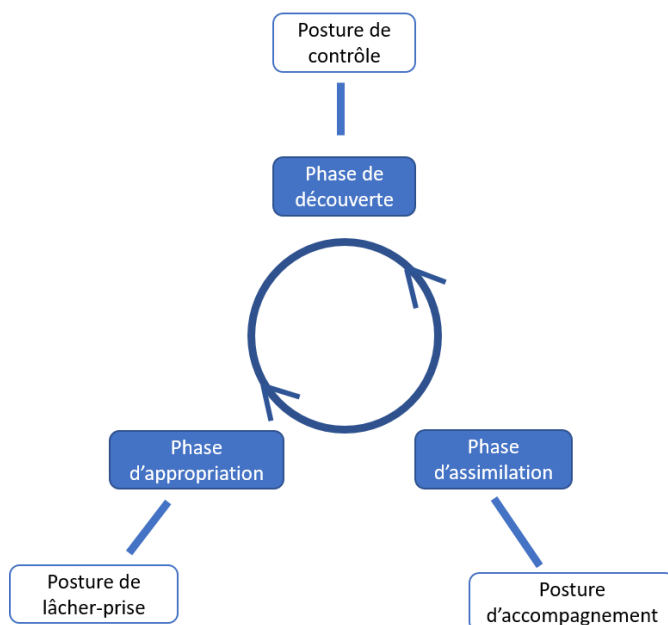 Posture de
contrôle
Phase de
découverte
Phase
d’appropriation
Phase
d’assimilation
Posture de
lâcher-prise
Posture
d’accompagnement